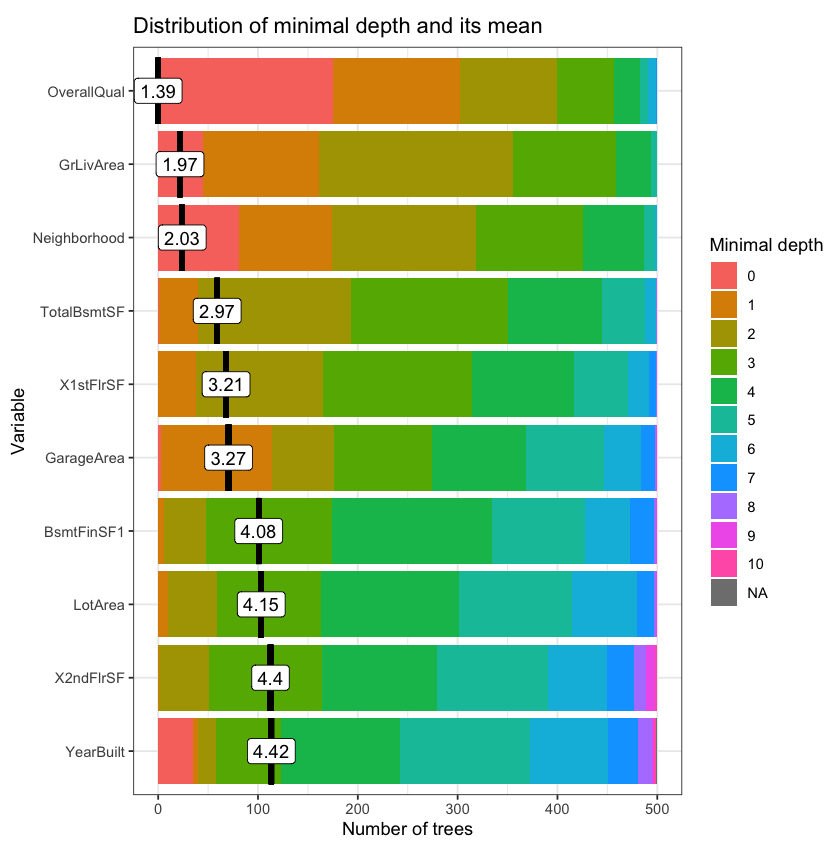 Distribution of minimal depth and its mean
OverallQual
1.39
GrLivArea
1.97
Neighborhood
2.03
TotalBsmtSF
2.97
X1stFlrSF
3.21
GarageArea
3.27
BsmtFinSF1
4.08
LotArea
4.15
X2ndFlrSF
4.4
YearBuilt
4.42
Variable
0 100 200 300 400 500
Number of trees
Minimal depth
0
1
2
3
4
5
6
7
8
9
10
NA